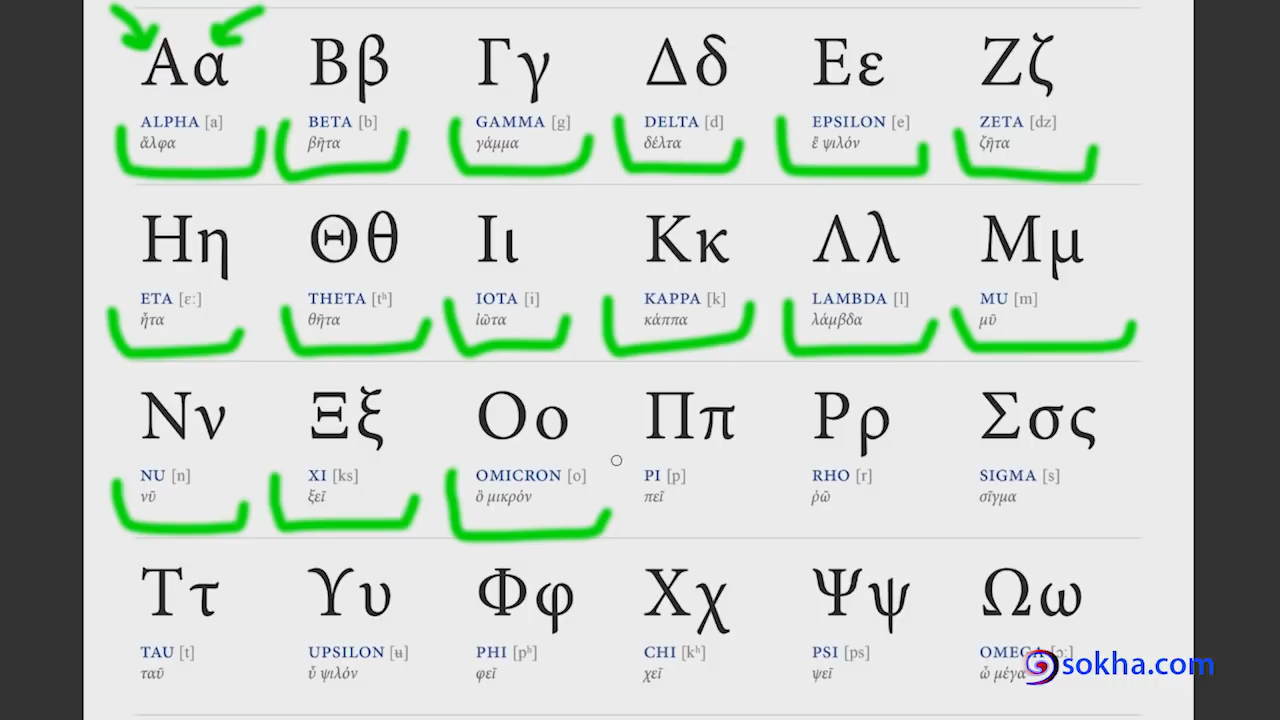 Αα Ββ Γγ Δδ Εε Ζζ
ALPHA [a] BETA [b] GAMMA [g] DELTA [d] EPSILON [e] ZETA [dz]
ἄλφα βῆτα γάμμα δέλτα ἒ ψιλόν ζῆτα
Ηη Θθ Ιι Κκ Λλ Μμ
ETA [ɛː] THETA [tʰ] IOTA [i] KAPPA [k] LAMBDA [l] MU [m]
ἦτα θῆτα ἰῶτα κάππα λάμβδα μῦ
Νν Ξξ Οο Ππ Ρρ Σσς
NU [n] XI [ks] OMICRON [o] PI [p] RHO [r] SIGMA [s]
νῦ ξεῖ ὂ μικρόν πεῖ ῥῶ σῖγμα
Ττ Υυ Φφ Χχ Ψψ Ωω
TAU [t] UPSILON [ʉ] PHI [pʰ] CHI [kʰ] PSI [ps] OMEGA [ɔː]
ταῦ ὖ ψιλόν φεῖ χεῖ ψεῖ ὦ μέγα
sokha.com